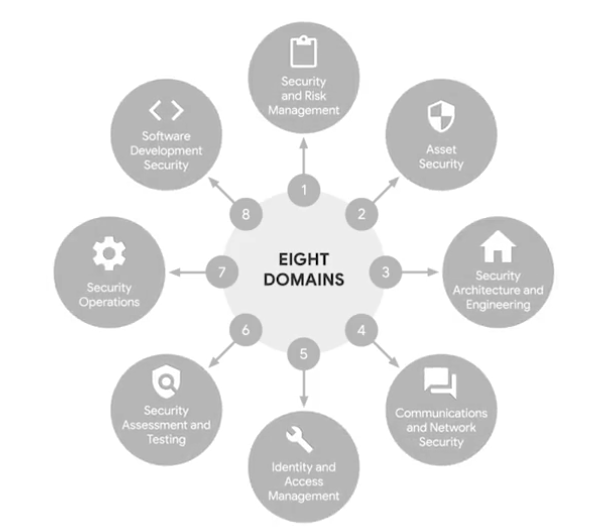 EIGHT
DOMAINS
1
Security
and Risk
Management
2
Asset
Security
3
Security
Architecture and
Engineering
4
Communications
and Network
Security
5
Identity and
Access
Management
6
Security
Assessment and
Testing
7
Security
Operations
8
Software
Development
Security